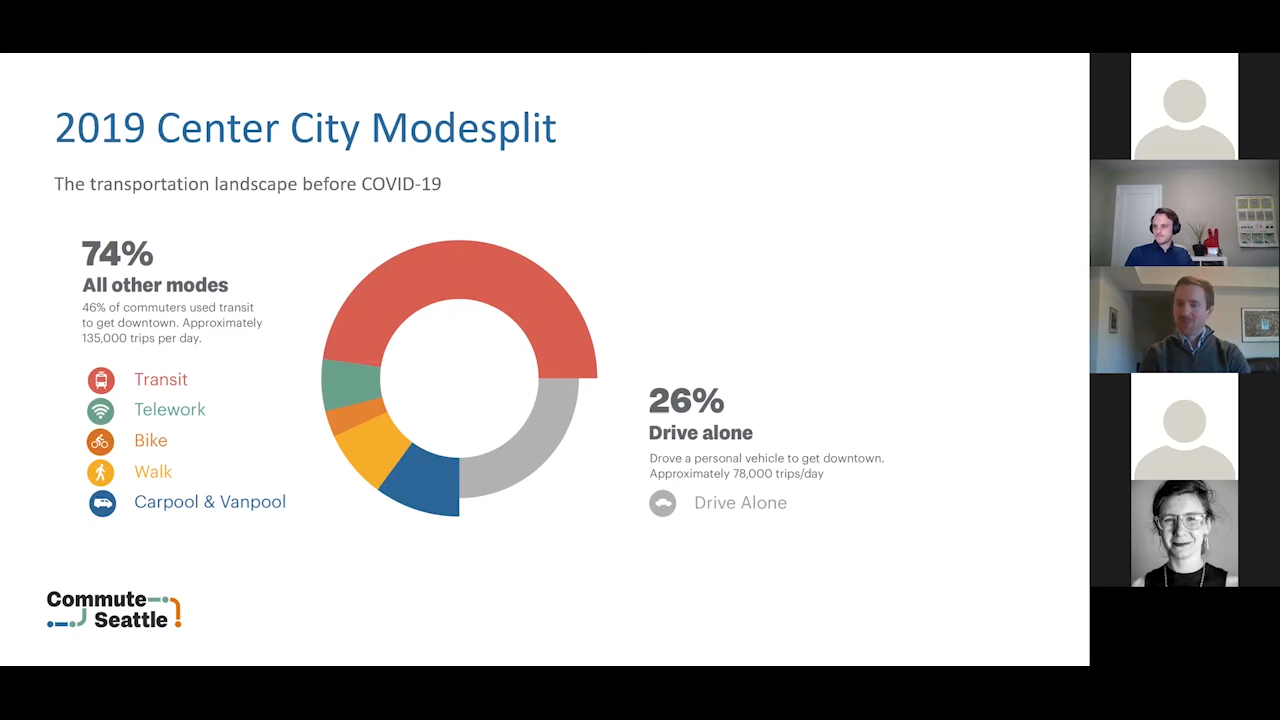 2019 Center City Modesplit
The transportation landscape before COVID-19
74%
All other modes
46% of commuters used transit
to get downtown. Approximately
135,000 trips per day.
Transit
Telework
Bike
Walk
Carpool & Vanpool
26%
Drive alone
Drove a personal vehicle to get downtown.
Approximately 78,000 trips/day
Drive Alone
Commute
Seattle